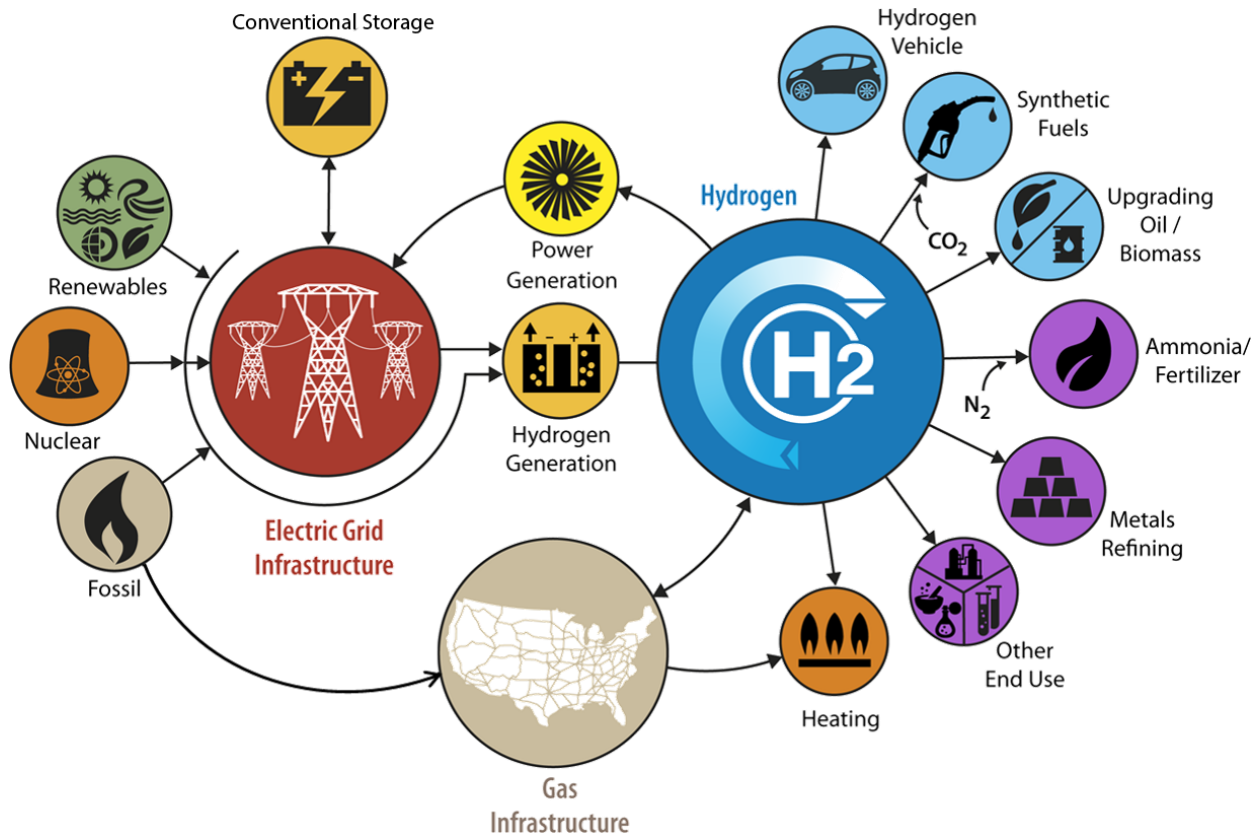 Conventional Storage
+
−
Hydrogen
Vehicle
Synthetic
Fuels
CO2
Upgrading
Oil /
Biomass
Renewables
Power
Generation
Hydrogen
H2
Nuclear
−
+
Hydrogen
Generation
N2
Ammonia/
Fertilizer
Fossil
Electric Grid
Infrastructure
Metals
Refining
Other
End Use
Heating
Gas
Infrastructure